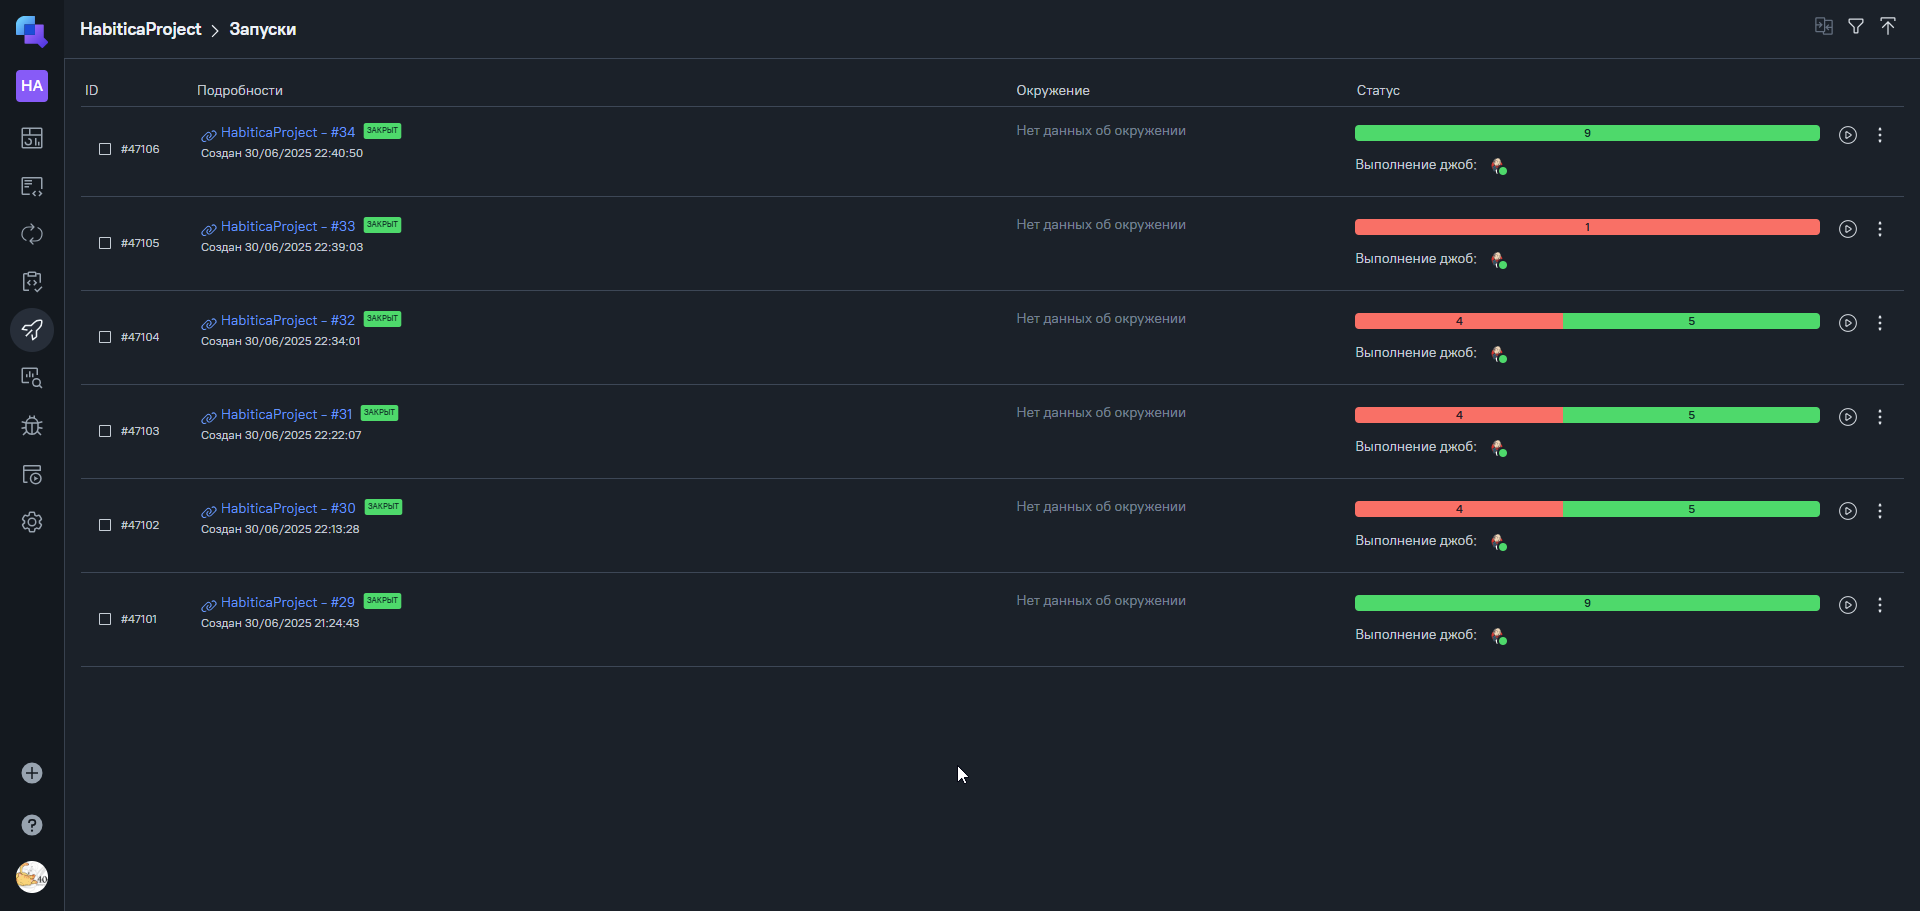 HabiticaProject > Запуски
HA
ID Подробности Окружение Статус
#47106 HabiticaProject - #34 ЗАКРЫТ Нет данных об окружении 9
Создан 30/06/2025 22:40:50 Выполнение джоб:
#47105 HabiticaProject - #33 ЗАКРЫТ Нет данных об окружении 1
Создан 30/06/2025 22:39:03 Выполнение джоб:
#47104 HabiticaProject - #32 ЗАКРЫТ Нет данных об окружении 4 5
Создан 30/06/2025 22:34:01 Выполнение джоб:
#47103 HabiticaProject - #31 ЗАКРЫТ Нет данных об окружении 4 5
Создан 30/06/2025 22:22:07 Выполнение джоб:
#47102 HabiticaProject - #30 ЗАКРЫТ Нет данных об окружении 4 5
Создан 30/06/2025 22:13:28 Выполнение джоб:
#47101 HabiticaProject - #29 ЗАКРЫТ Нет данных об окружении 9
Создан 30/06/2025 21:24:43 Выполнение джоб: